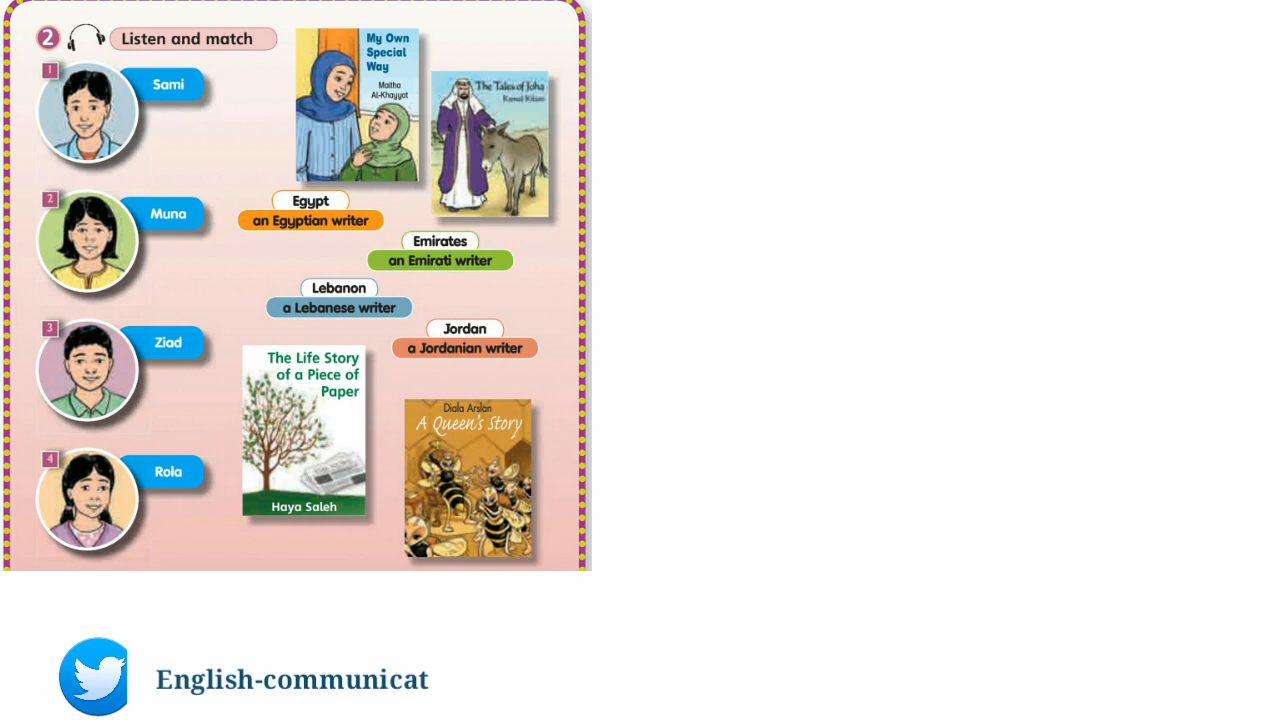 2 Listen and match
1
Sami
2
Muna
3
Ziad
4
Rola
My Own
Special
Way
Maitha
Al-Khayyat
The Tales of Joha
Kamel Kilani
Egypt
an Egyptian writer
Emirates
an Emirati writer
Lebanon
a Lebanese writer
Jordan
a Jordanian writer
The Life Story
of a Piece of
Paper
Haya Saleh
Diala Arslan
A Queen's Story
English-communicat